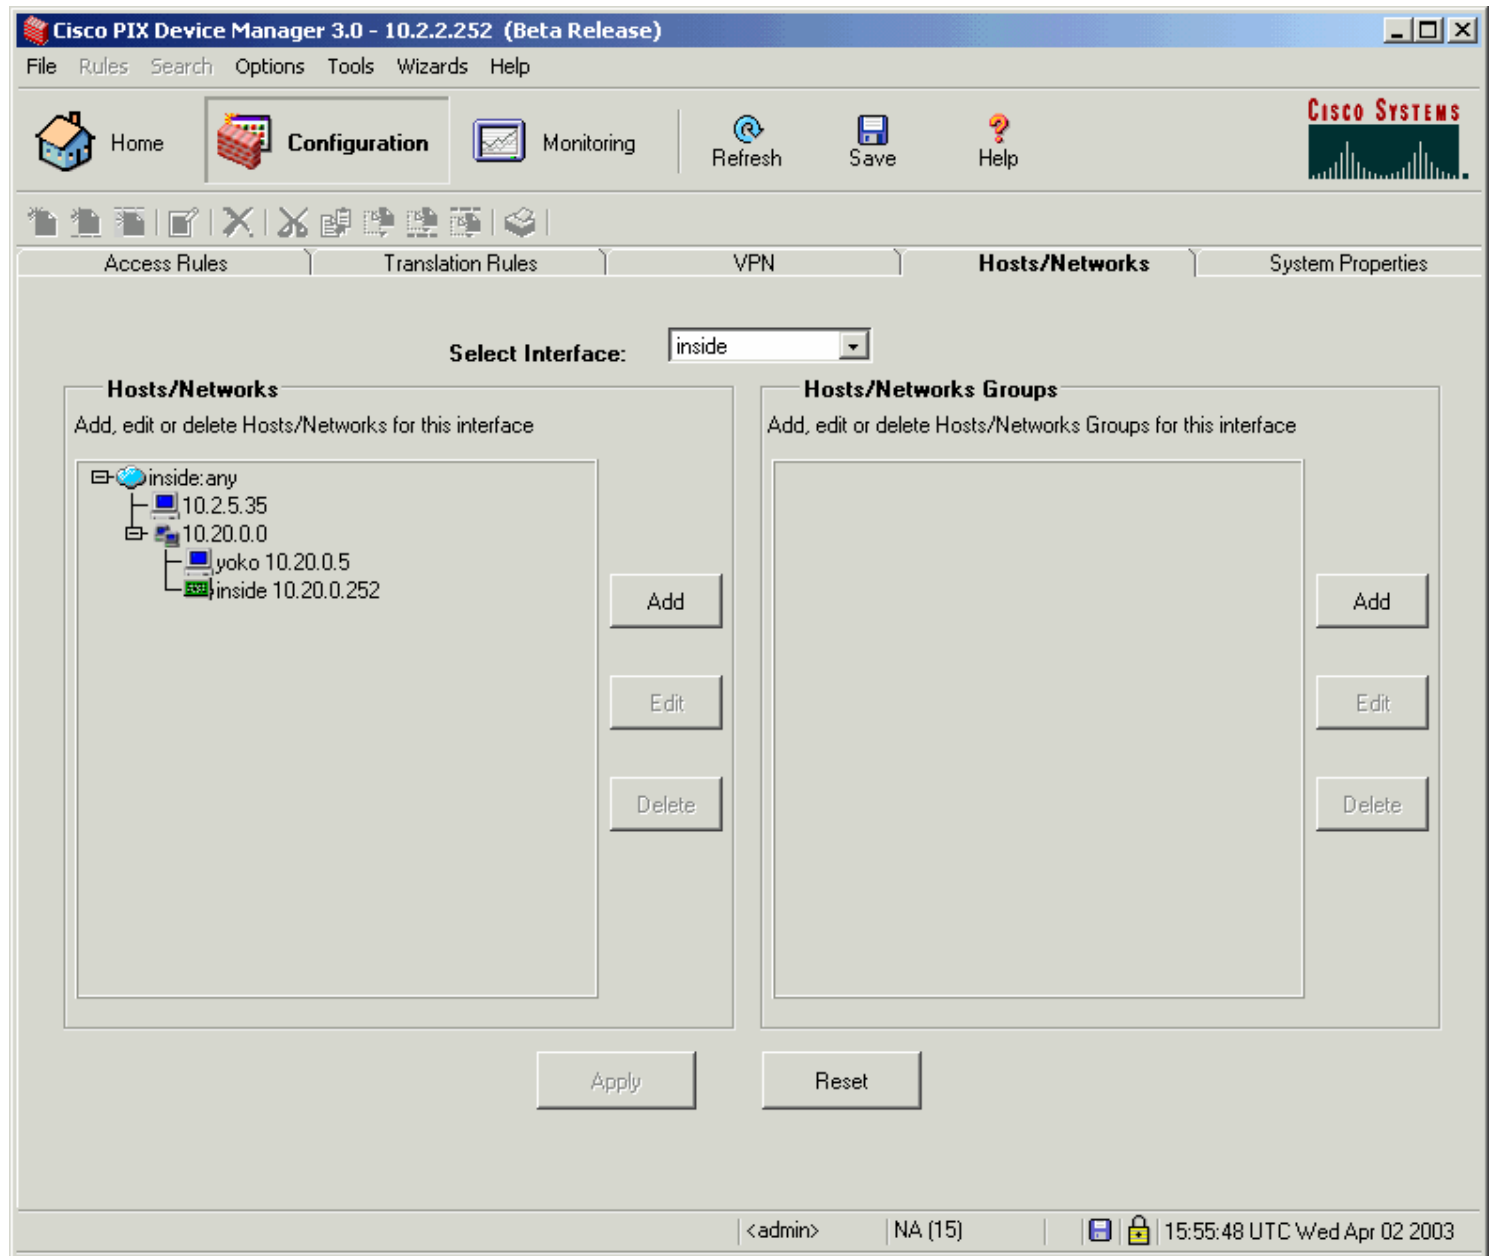 Cisco PIX Device Manager 3.0 - 10.2.2.252 (Beta Release)
File Rules Search Options Tools Wizards Help
Home Configuration Monitoring Refresh Save Help
CISCO SYSTEMS
Access Rules Translation Rules VPN Hosts/Networks System Properties
Select Interface: inside
Hosts/Networks
Add, edit or delete Hosts/Networks for this interface
inside:any
10.2.5.35
10.20.0.0
yoko 10.20.0.5
inside 10.20.0.252
Add
Edit
Delete
Hosts/Networks Groups
Add, edit or delete Hosts/Networks Groups for this interface
Add
Edit
Delete
Apply Reset
<admin> NA (15) 15:55:48 UTC Wed Apr 02 2003